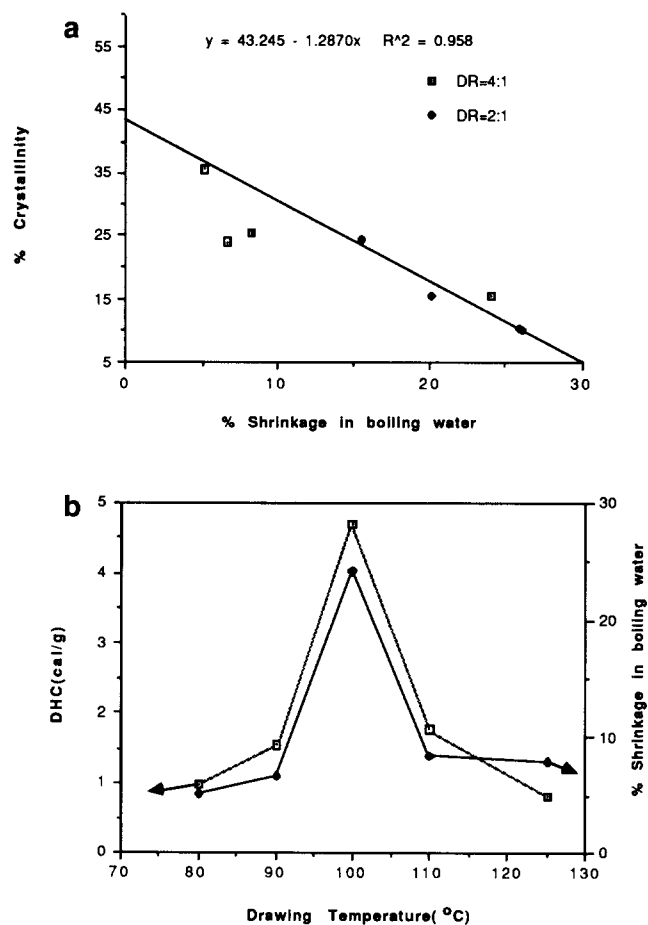 a
y = 43.245 - 1.2870x R^2 = 0.958
DR=4:1
DR=2:1
55
45
35
25
15
5
% Crystallinity
0 10 20 30
% Shrinkage in boiling water
b
5
4
3
2
1
0
DHC(cal/g)
30
20
10
0
% Shrinkage in boiling water
70 80 90 100 110 120 130
Drawing Temperature( °C)